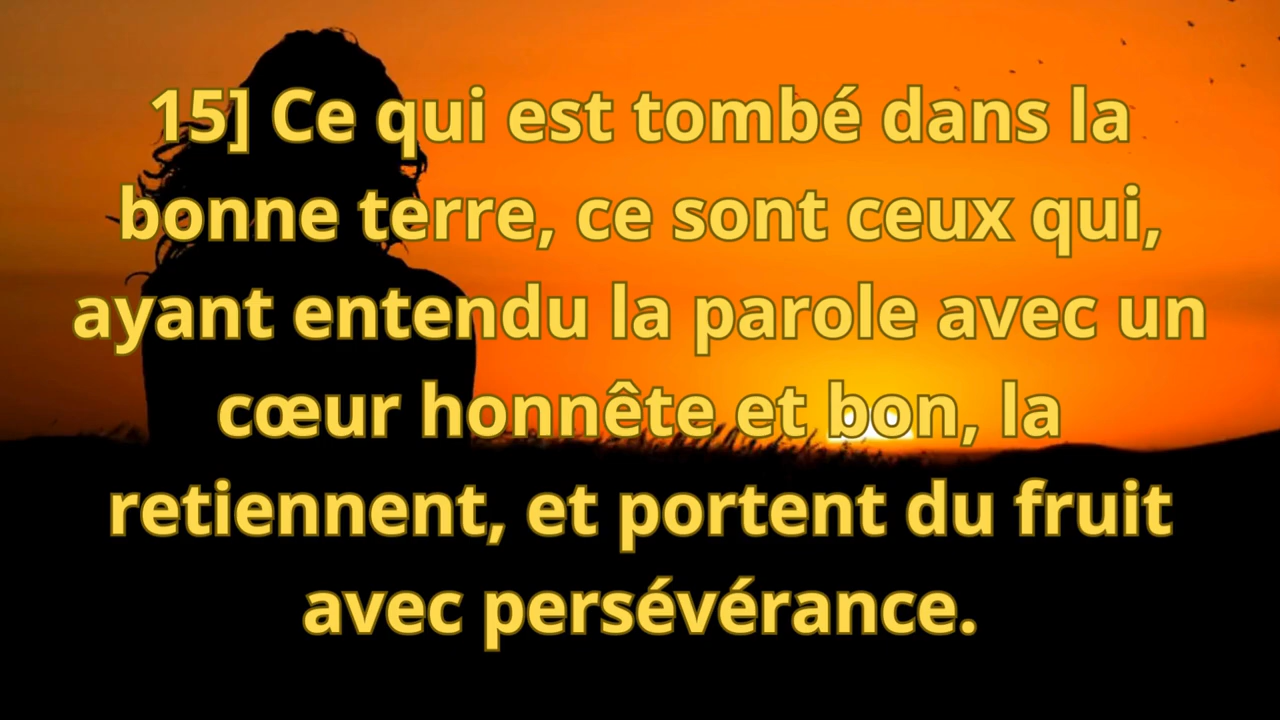 15] Ce qui est tombé dans la
bonne terre, ce sont ceux qui,
ayant entendu la parole avec un
cœur honnête et bon, la
retiennent, et portent du fruit
avec persévérance.